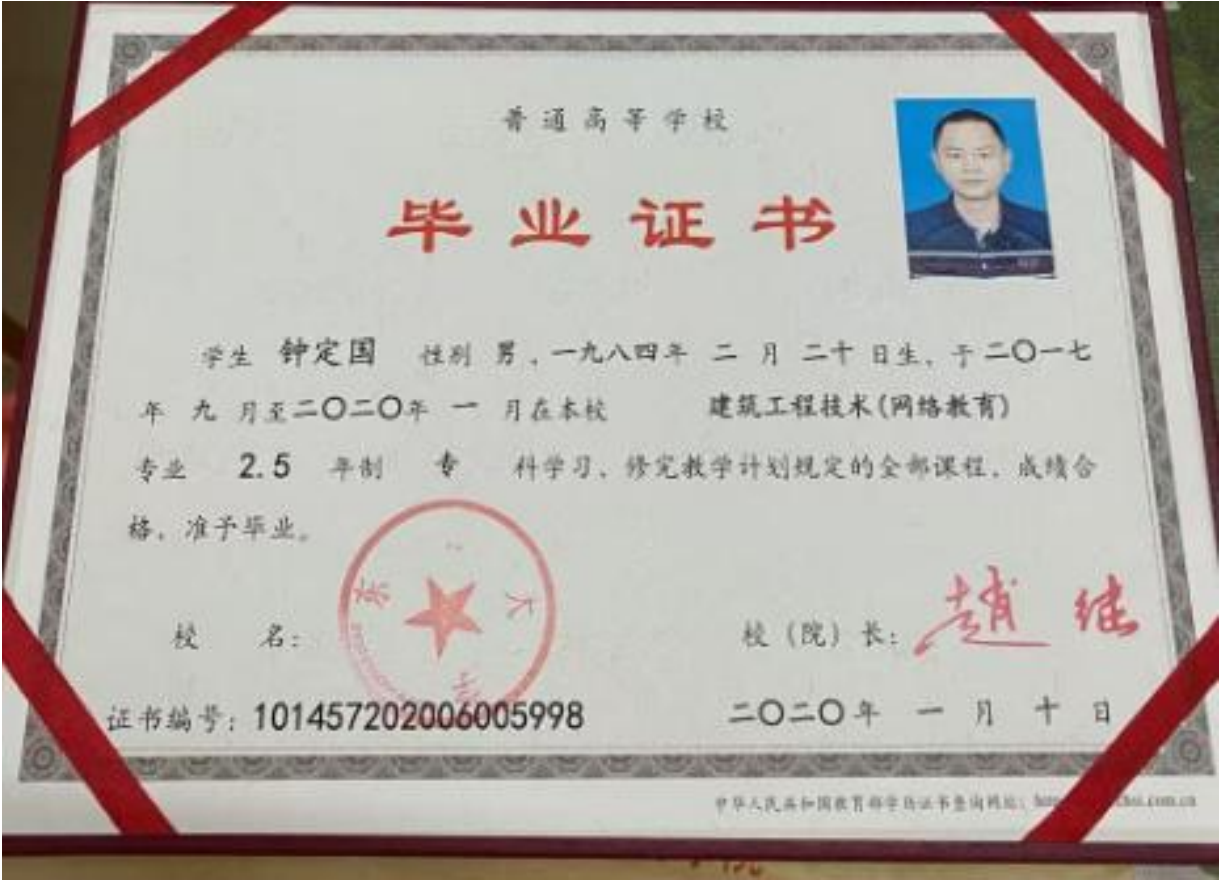 普通高等学校
毕业证书
学生 钟定国 性别 男，一九八四年 二 月 二十 日生，于二〇一七
年 九 月至二〇二〇年 一 月在本校 建筑工程技术(网络教育)
专业 2.5 年制 专 科学习，修完教学计划规定的全部课程，成绩合
格，准予毕业。
校 名：
东 大
校（院）长：
赵 继
证书编号：101457202006005998
二〇二〇年 一 月 十 日
中华人民共和国教育部学历证书查询网址：
.com.cn